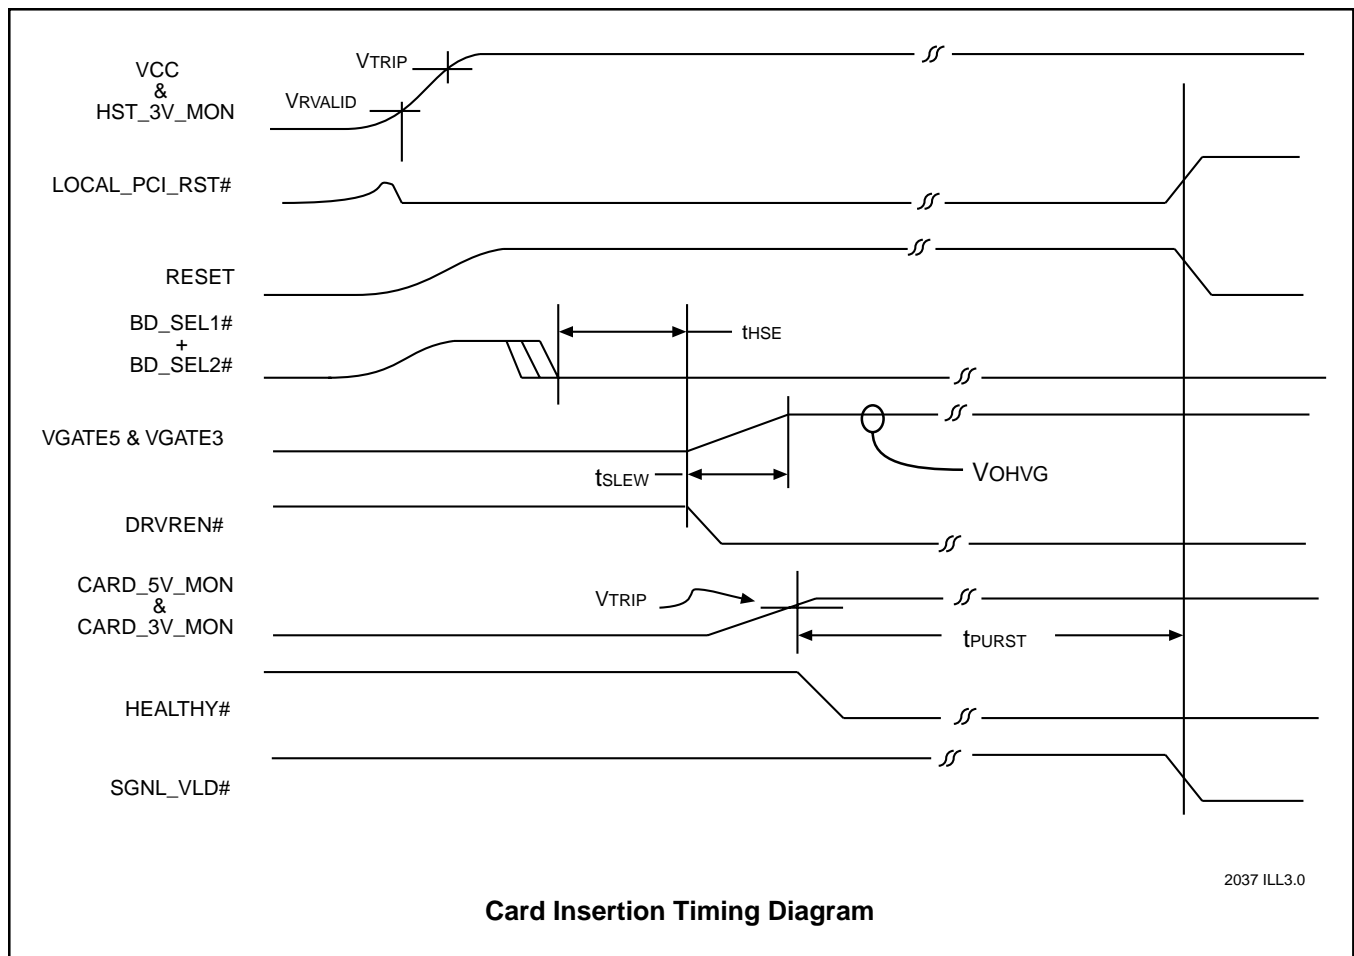 VTRIP
VCC
&
HST_3V_MON
VRVALID
LOCAL_PCI_RST#
RESET
BD_SEL1#
+
BD_SEL2#
tHSE
VGATE5 & VGATE3
tSLEW
VOHVG
DRVREN#
CARD_5V_MON
&
CARD_3V_MON
VTRIP
tPURST
HEALTHY#
SGNL_VLD#
2037 ILL3.0
Card Insertion Timing Diagram